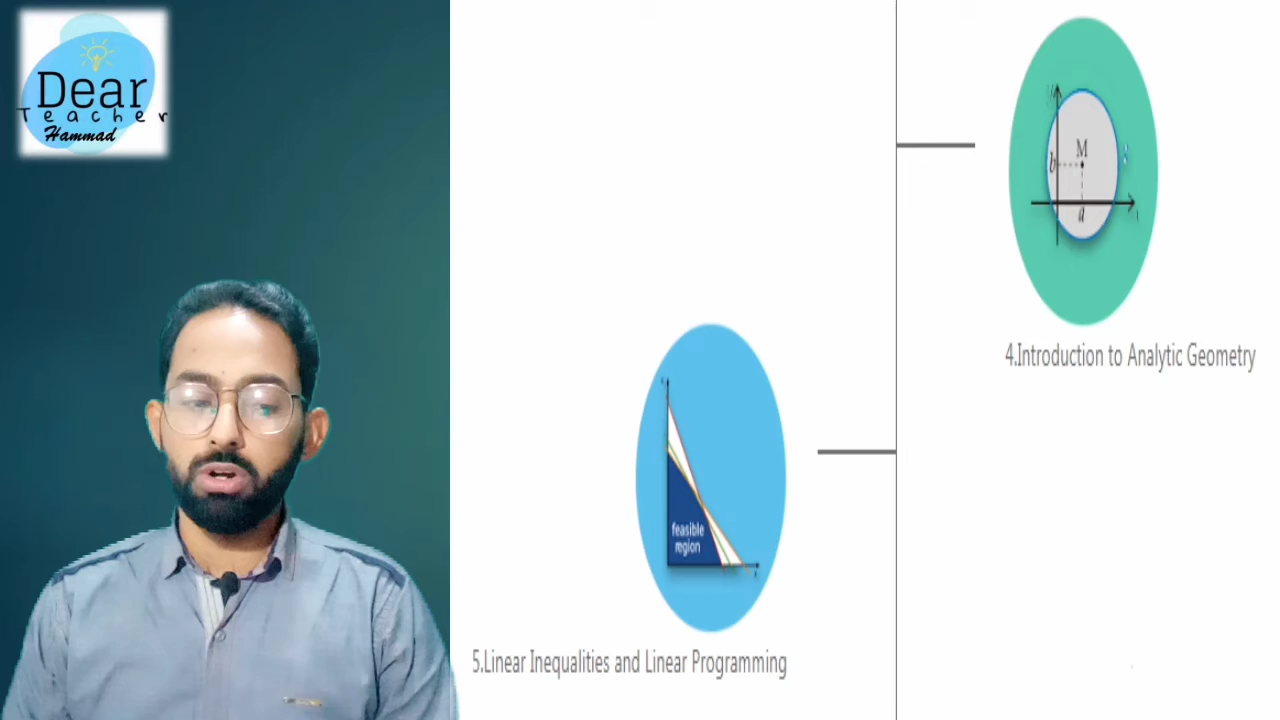 Dear
Teacher
Hammad
M
b
a
4.Introduction to Analytic Geometry
feasible
region
5.Linear Inequalities and Linear Programming